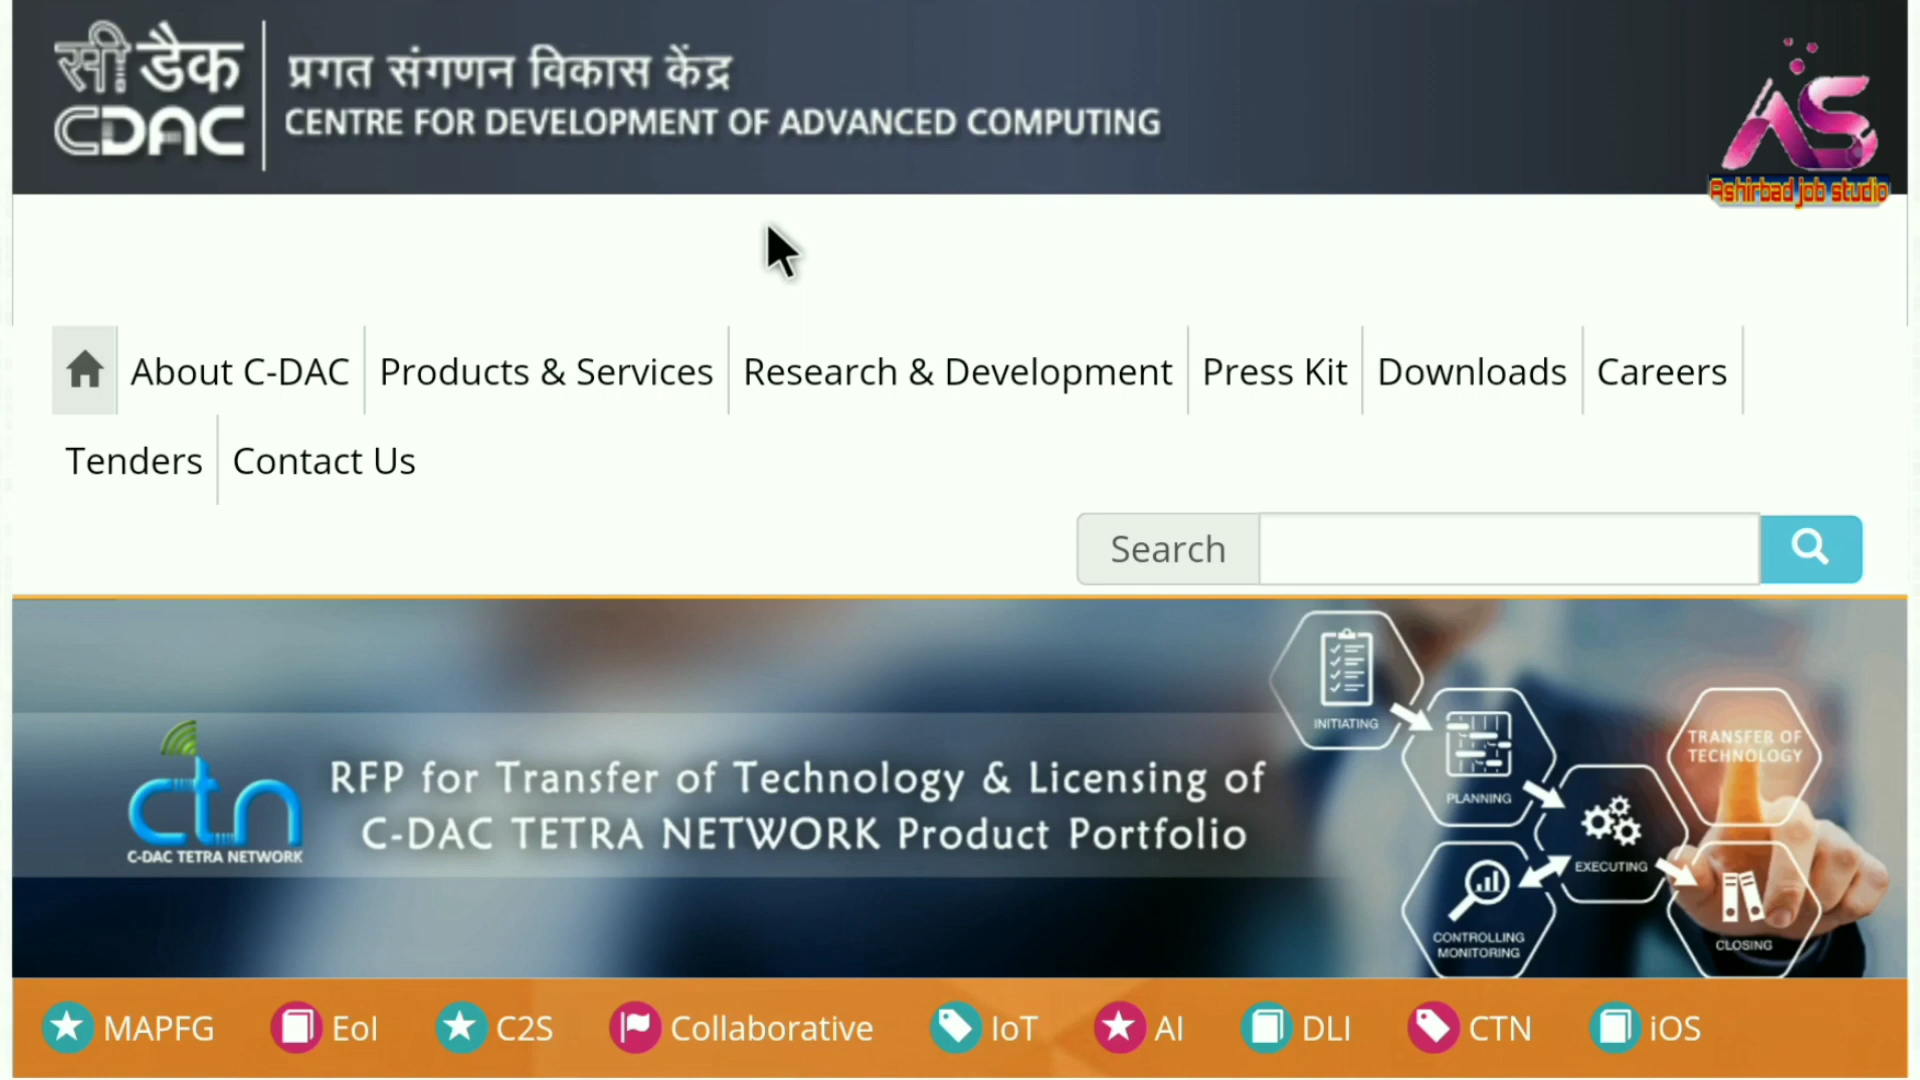 सी डैक
CDAC
प्रगत संगणन विकास केंद्र
CENTRE FOR DEVELOPMENT OF ADVANCED COMPUTING
AS
Ashirbad job studio
About C-DAC
Products & Services
Research & Development
Press Kit
Downloads
Careers
Tenders
Contact Us
Search
ctn
C-DAC TETRA NETWORK
RFP for Transfer of Technology & Licensing of
C-DAC TETRA NETWORK Product Portfolio
INITIATING
PLANNING
TRANSFER OF
TECHNOLOGY
EXECUTING
CONTROLLING
MONITORING
CLOSING
MAPFG
EoI
C2S
Collaborative
IoT
AI
DLI
CTN
iOS